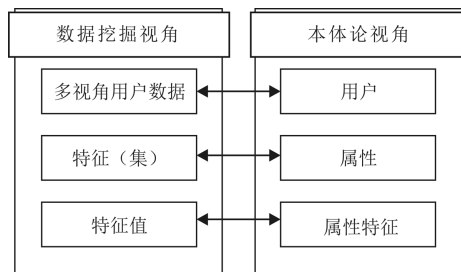 数据挖掘视角
本体论视角
多视角用户数据
用户
特征（集）
属性
特征值
属性特征